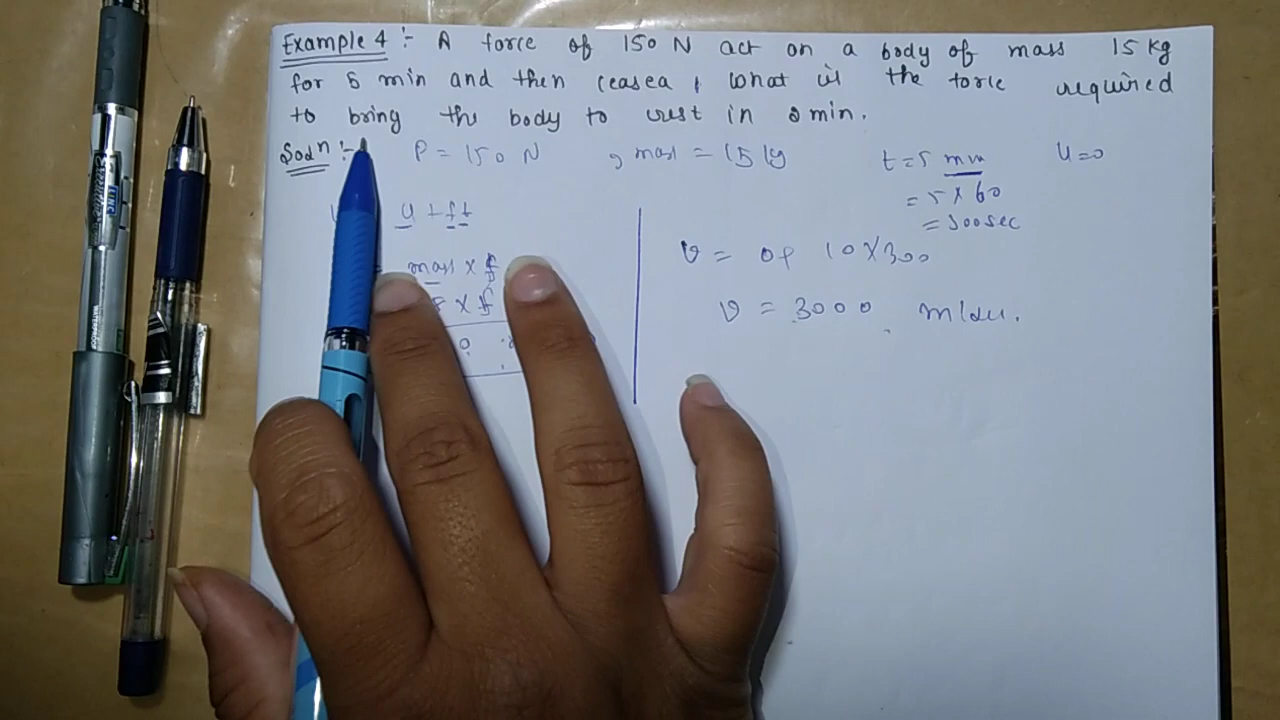 Example 4 :- A force of 150 N act on a body of mass 15 kg
for 5 min and then ceasea, what is the force required
to bring the body to rest in 2 min.
Soln :- P = 150 N , mass = 15 kg t = 5 min u=0
= 5 X 60
= 300 sec
u + ft
mass x f
x f
v = 0 + 10 X 300
v = 3000 m/sec.